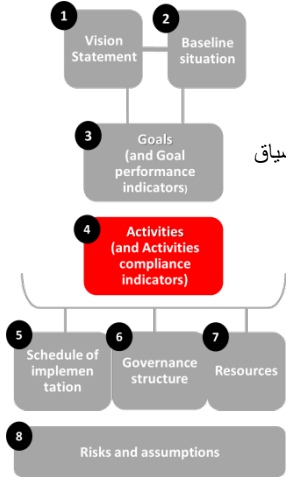 1
Vision
Statement
2
Baseline
situation
3
Goals
(and Goal
performance
indicators)
سياق
4
Activities
(and Activities
compliance
indicators)
5
Schedule of
implemen
tation
6
Governance
structure
7
Resources
8
Risks and assumptions